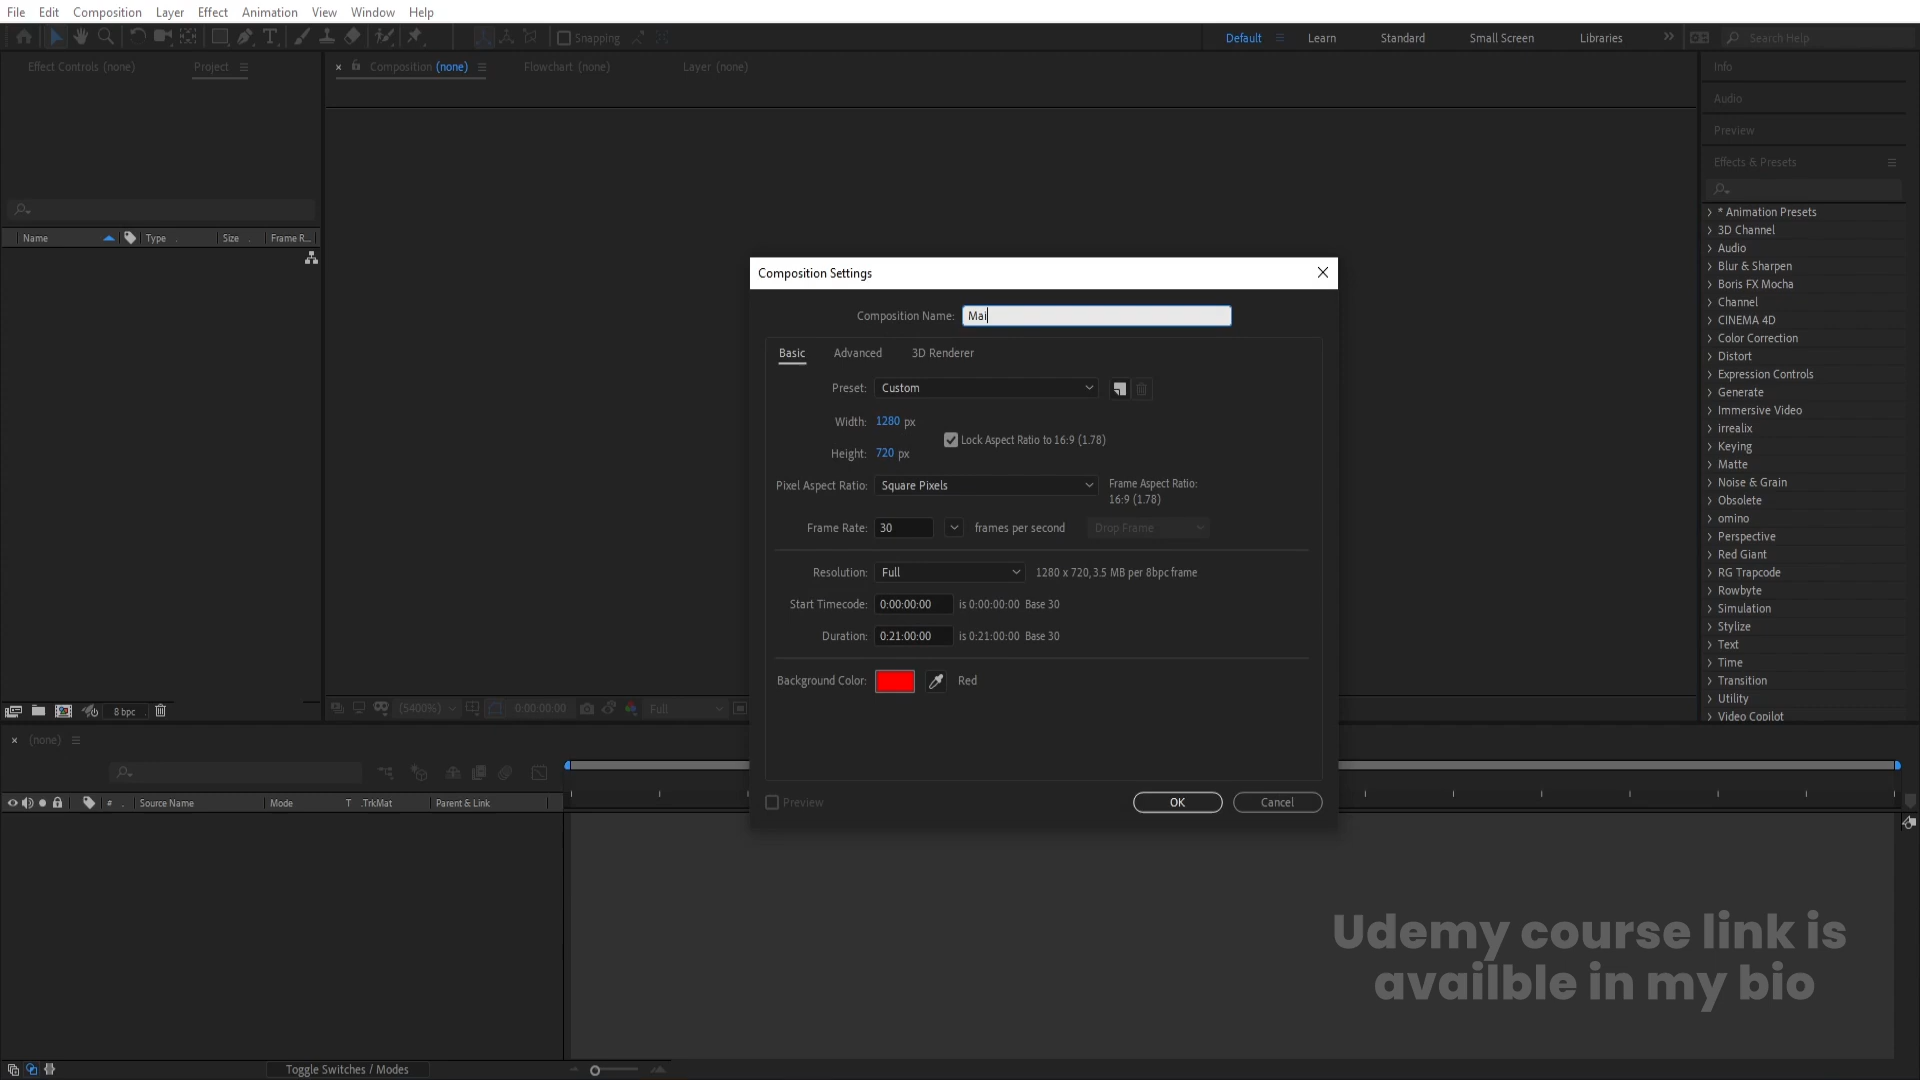 File Edit Composition Layer Effect Animation View Window Help
Snapping
Default Learn Standard Small Screen Libraries Search Help
Effect Controls (none) Project
Composition (none) Flowchart (none) Layer (none)
Info
Audio
Preview
Effects & Presets
Name Type Size Frame R...
* Animation Presets
3D Channel
Audio
Blur & Sharpen
Boris FX Mocha
Channel
CINEMA 4D
Color Correction
Distort
Expression Controls
Generate
Immersive Video
irrealix
Keying
Matte
Noise & Grain
Obsolete
omino
Perspective
Red Giant
RG Trapcode
Rowbyte
Simulation
Stylize
Text
Time
Transition
Utility
Video Copilot
Composition Settings
Composition Name: Mai
Basic Advanced 3D Renderer
Preset: Custom
Width: 1280 px
Lock Aspect Ratio to 16:9 (1.78)
Height: 720 px
Pixel Aspect Ratio: Square Pixels Frame Aspect Ratio:
16:9 (1.78)
Frame Rate: 30 frames per second Drop Frame
Resolution: Full 1280 x 720, 3.5 MB per 8bpc frame
Start Timecode: 0:00:00:00 is 0:00:00:00 Base 30
Duration: 0:21:00:00 is 0:21:00:00 Base 30
Background Color: Red
Preview OK Cancel
8 bpc
(5400%) 0:00:00:00 Full
(none)
# Source Name Mode T .TrkMat Parent & Link
Udemy course link is
availble in my bio
Toggle Switches / Modes